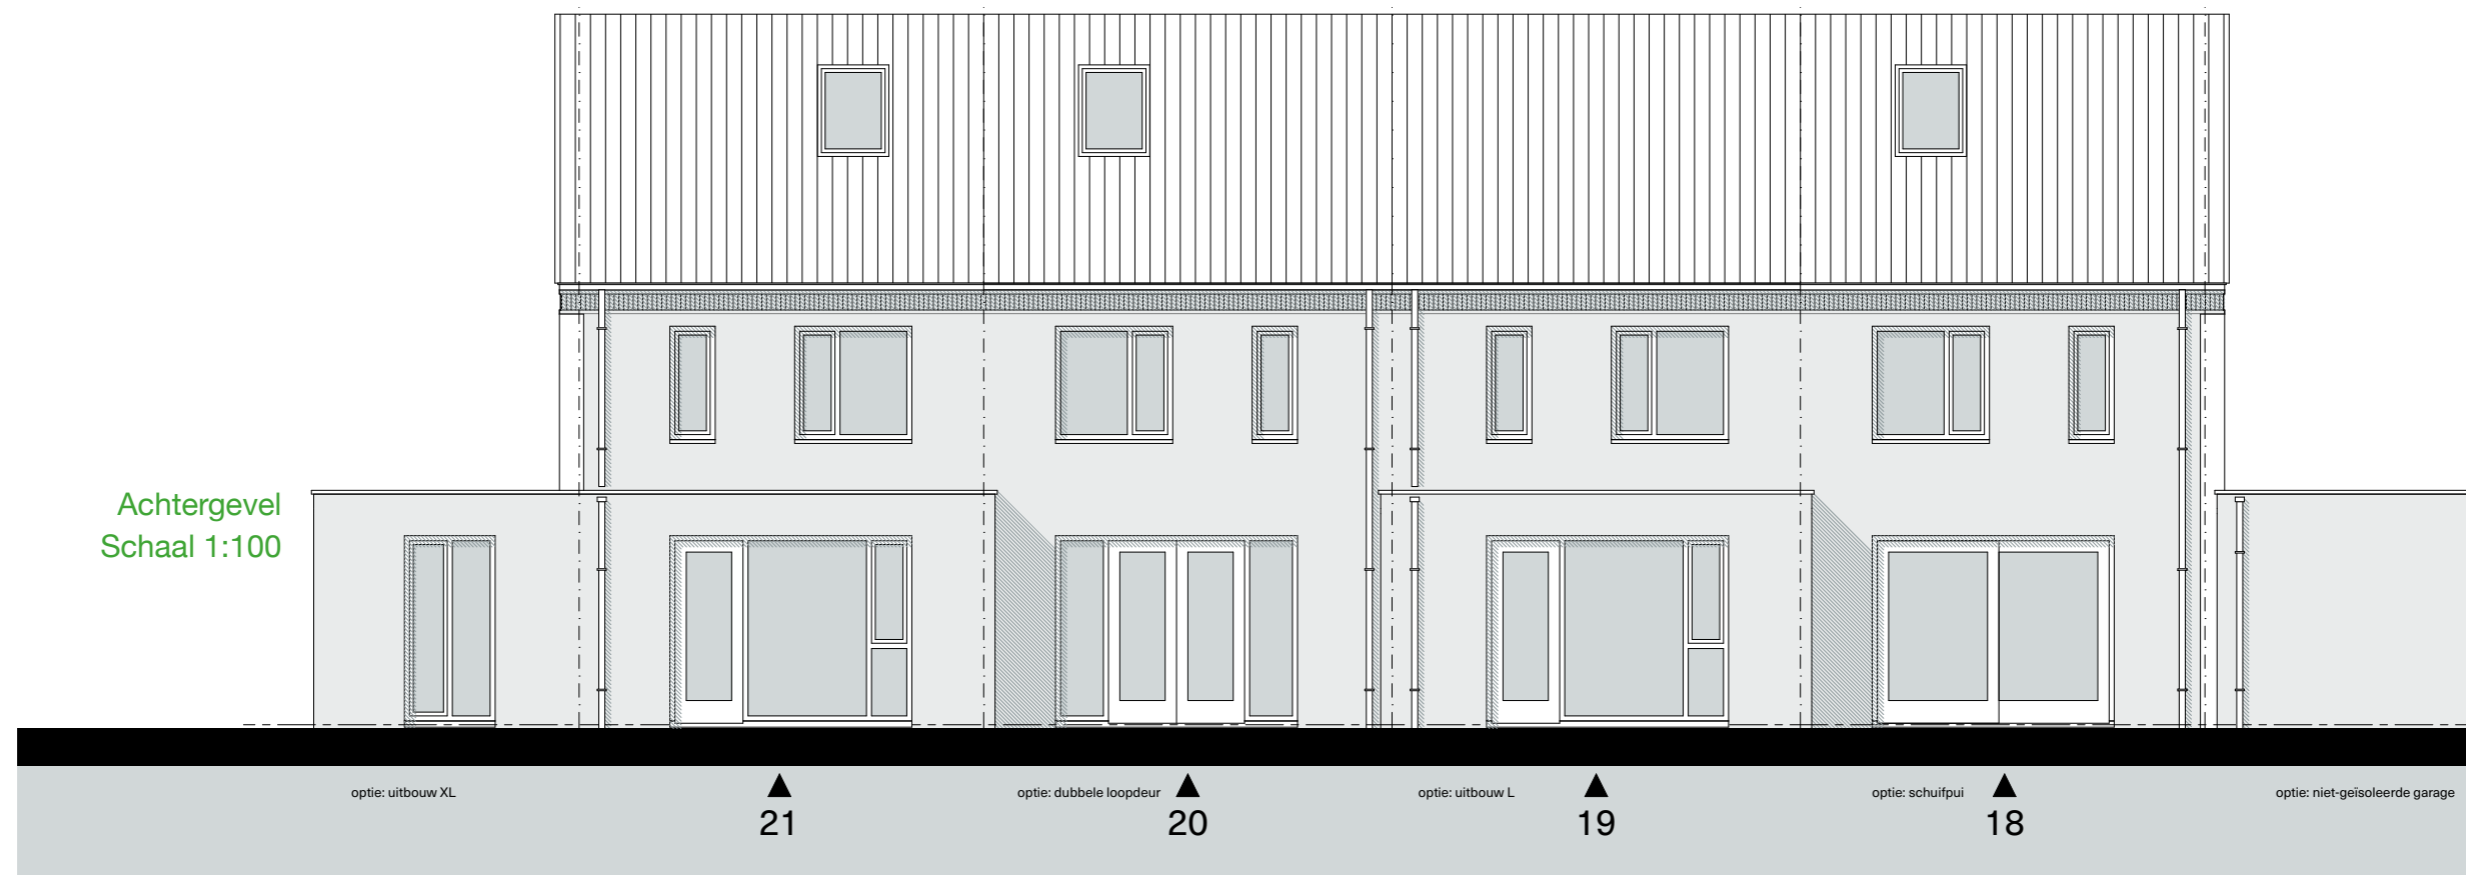 Achtergevel
Schaal 1:100
optie: uitbouw XL
21
optie: dubbele loopdeur
20
optie: uitbouw L
19
optie: schuifpui
18
optie: niet-geïsoleerde garage